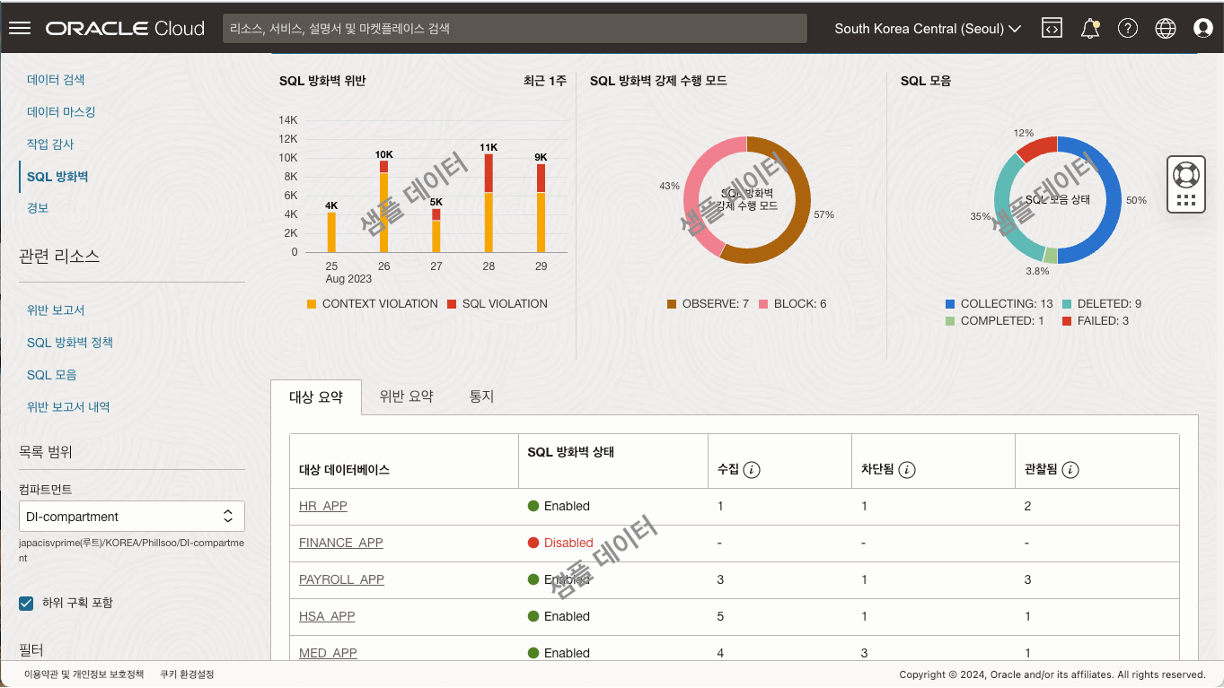 ORACLE Cloud
리소스, 서비스, 설명서 및 마켓플레이스 검색
South Korea Central (Seoul)
데이터 검색
데이터 마스킹
작업 감사
SQL 방화벽
경보
관련 리소스
위반 보고서
SQL 방화벽 정책
SQL 모음
위반 보고서 내역
목록 범위
컴파트먼트
DI-compartment
japacisvprime(루트)/KOREA/Phillsoo/DI-compartme
nt
하위 구획 포함
필터
SQL 방화벽 위반
최근 1주
14K
12K
10K
8K
6K
4K
2K
0
4K
10K
5K
11K
9K
25
26
27
28
29
Aug 2023
CONTEXT VIOLATION
SQL VIOLATION
샘플 데이터
SQL 방화벽 강제 수행 모드
43%
57%
SQL 방화벽
강제 수행 모드
샘플 데이터
OBSERVE: 7
BLOCK: 6
SQL 모음
12%
50%
35%
3.8%
SQL 모음 상태
샘플 데이터
COLLECTING: 13
DELETED: 9
COMPLETED: 1
FAILED: 3
대상 요약
위반 요약
통지
대상 데이터베이스
SQL 방화벽 상태
수집
차단됨
관찰됨
HR_APP Enabled 1 1 2
FINANCE_APP Disabled - - -
PAYROLL_APP Enabled 3 1 3
HSA_APP Enabled 5 1 1
MED_APP Enabled 4 3 1
샘플 데이터
이용약관 및 개인정보 보호정책
쿠키 환경설정
Copyright © 2024, Oracle and/or its affiliates. All rights reserved.